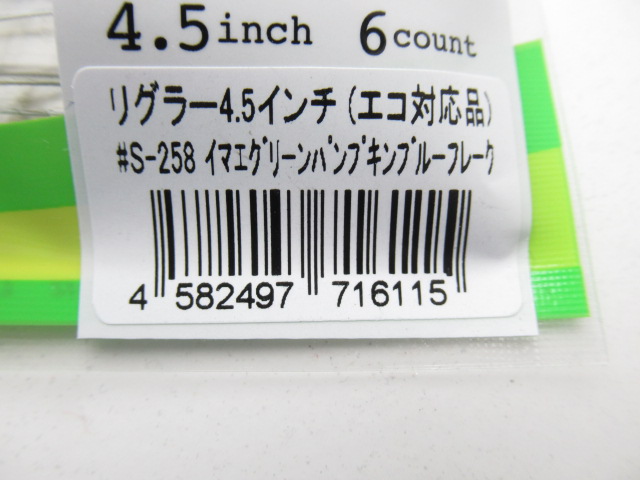 4.5inch 6count
リグラー4.5インチ(エコ対応品)
#S-258 ｲﾏｴｸﾞﾘｰﾝﾊﾟﾝﾌﾟｷﾝﾌﾞﾙｰﾌﾚｰｸ
4 582497 716115